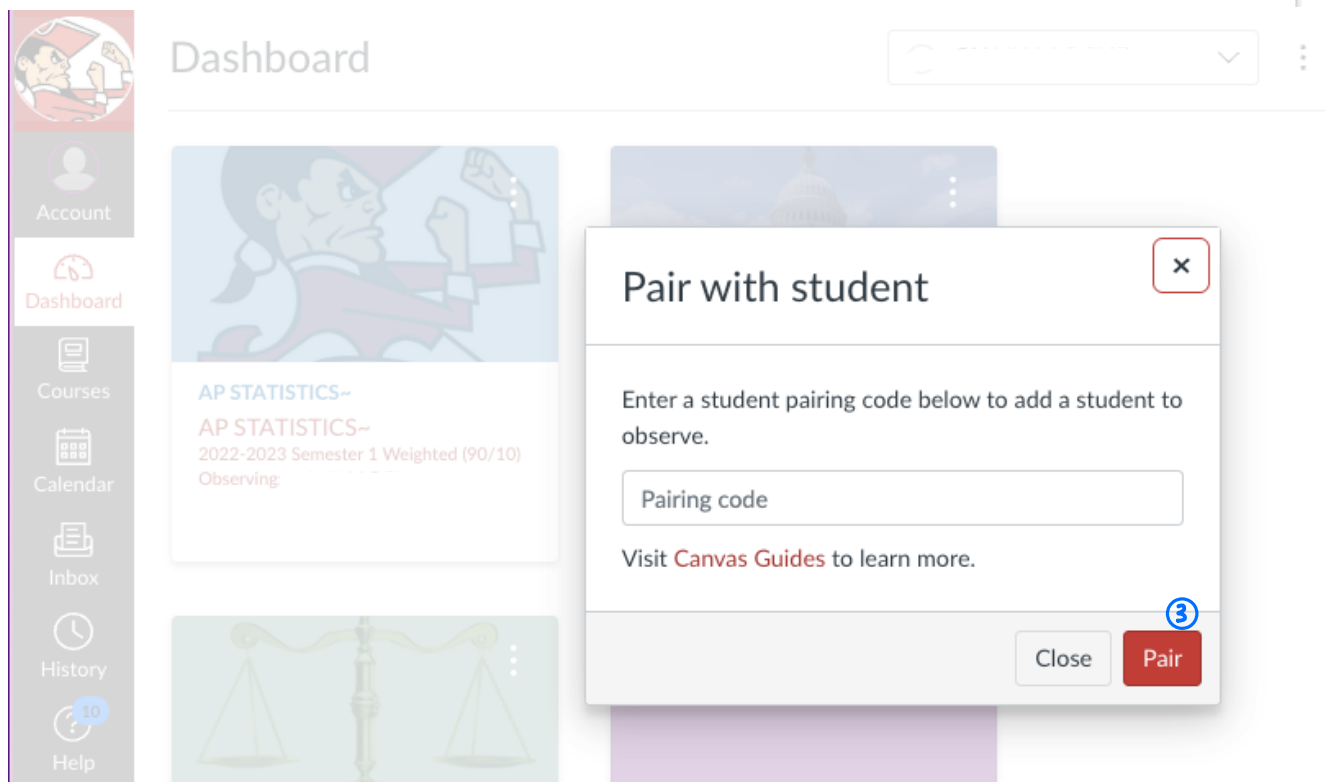 Dashboard
Account
Dashboard
Courses
Calendar
Inbox
History
10
Help
AP STATISTICS~
AP STATISTICS~
2022-2023 Semester 1 Weighted (90/10)
Observing:
Pair with student
×
Enter a student pairing code below to add a student to
observe.
Pairing code
Visit Canvas Guides to learn more.
③
Close
Pair